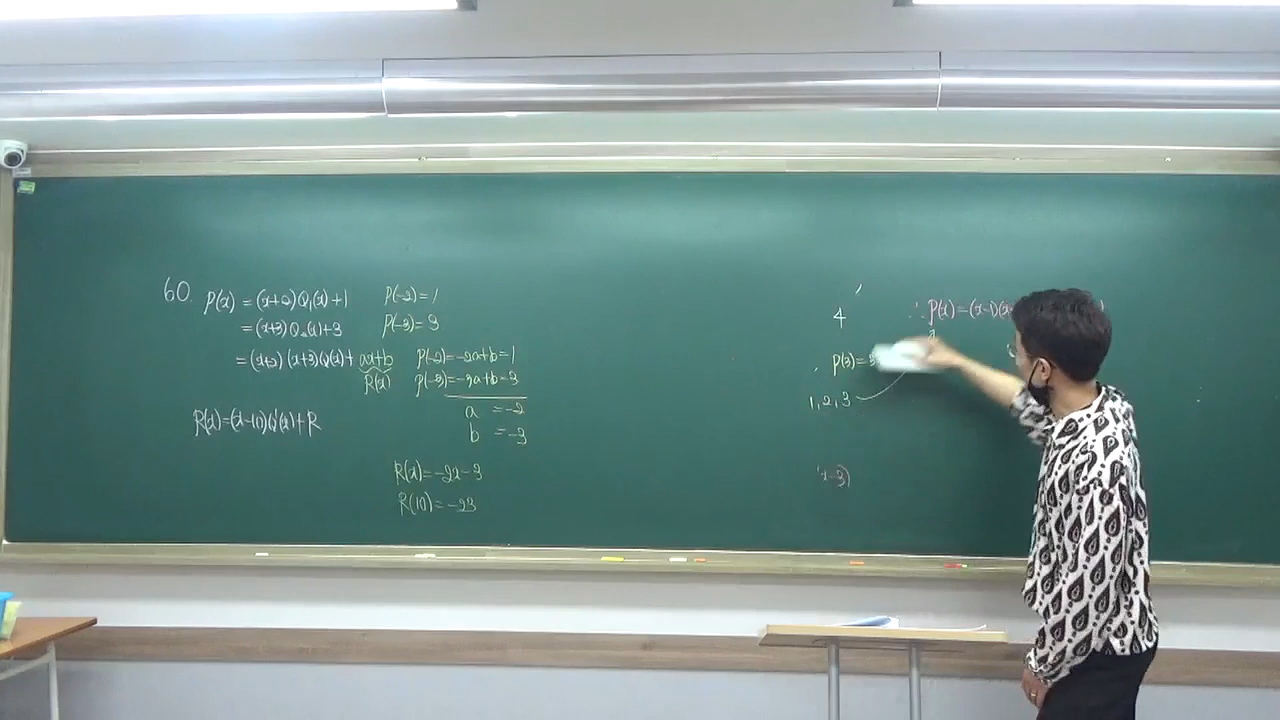 60. P(x) = (x+2)Q₁(x)+1
= (x+3)Q₂(x)+3
= (x+2)(x+3)Q(x)+ ax+b
R(x)
R(x)=(x-10)Q'(x)+R
P(-2)=1
P(-3)=3
P(-2)=-2a+b=1
P(-3)=-3a+b=3
a =-2
b =-3
R(x)=-2x-3
R(10)=-23
4
∴ P(x)=(x-1)(x
P(3)=
1, 2, 3
x-3)